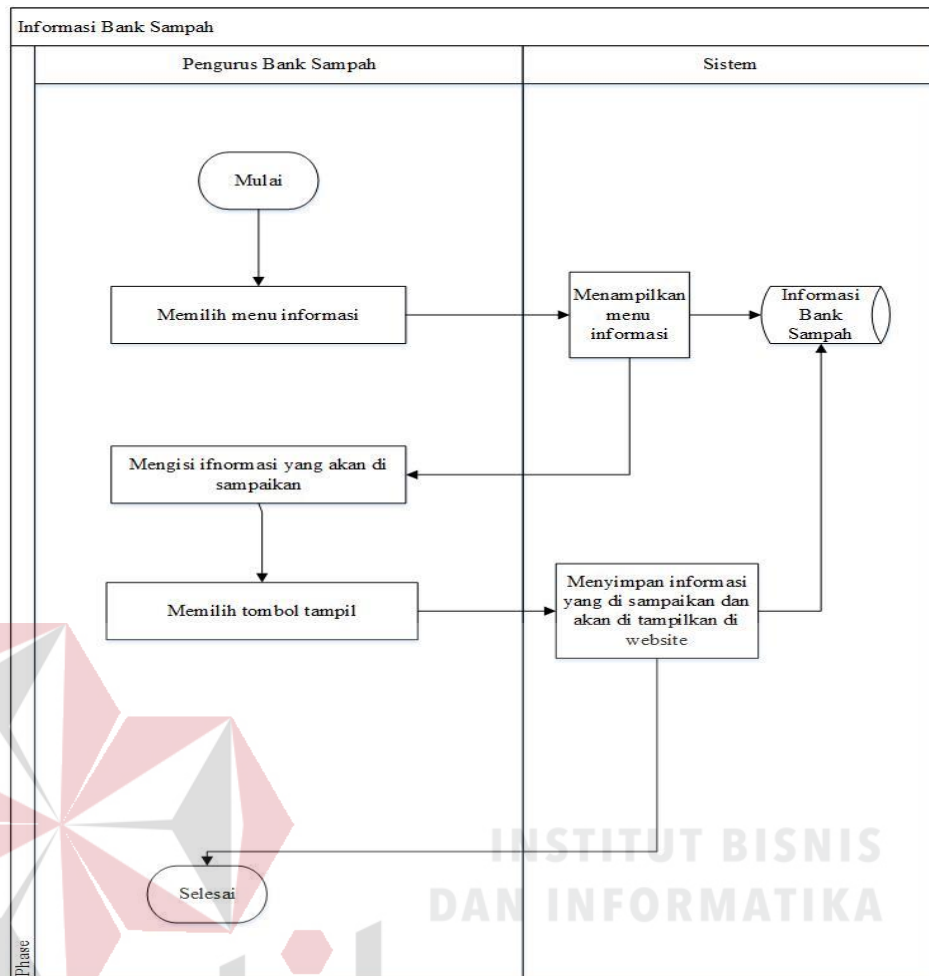 Informasi Bank Sampah
Pengurus Bank Sampah
Sistem
Mulai
Memilih menu informasi
Menampilkan
menu
informasi
Informasi
Bank
Sampah
Mengisi ifnormasi yang akan di
sampaikan
Memilih tombol tampil
Menyimpan informasi
yang di sampaikan dan
akan di tampilkan di
website
Selesai
INSTITUT BISNIS
DAN INFORMATIKA
Phase